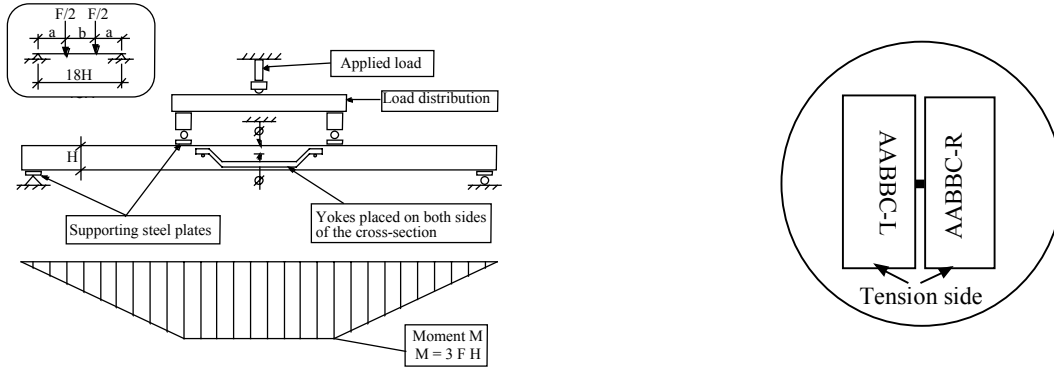 F/2 F/2
a b a
18H
Applied load
Load distribution
H
Supporting steel plates
Yokes placed on both sides
of the cross-section
Moment M
M = 3 F H
AABBC-L
AABBC-R
Tension side